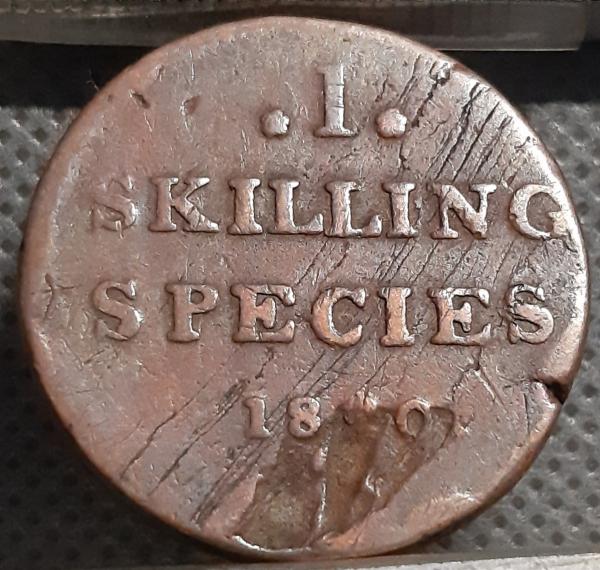 . 1 .
SKILLING
SPECIES